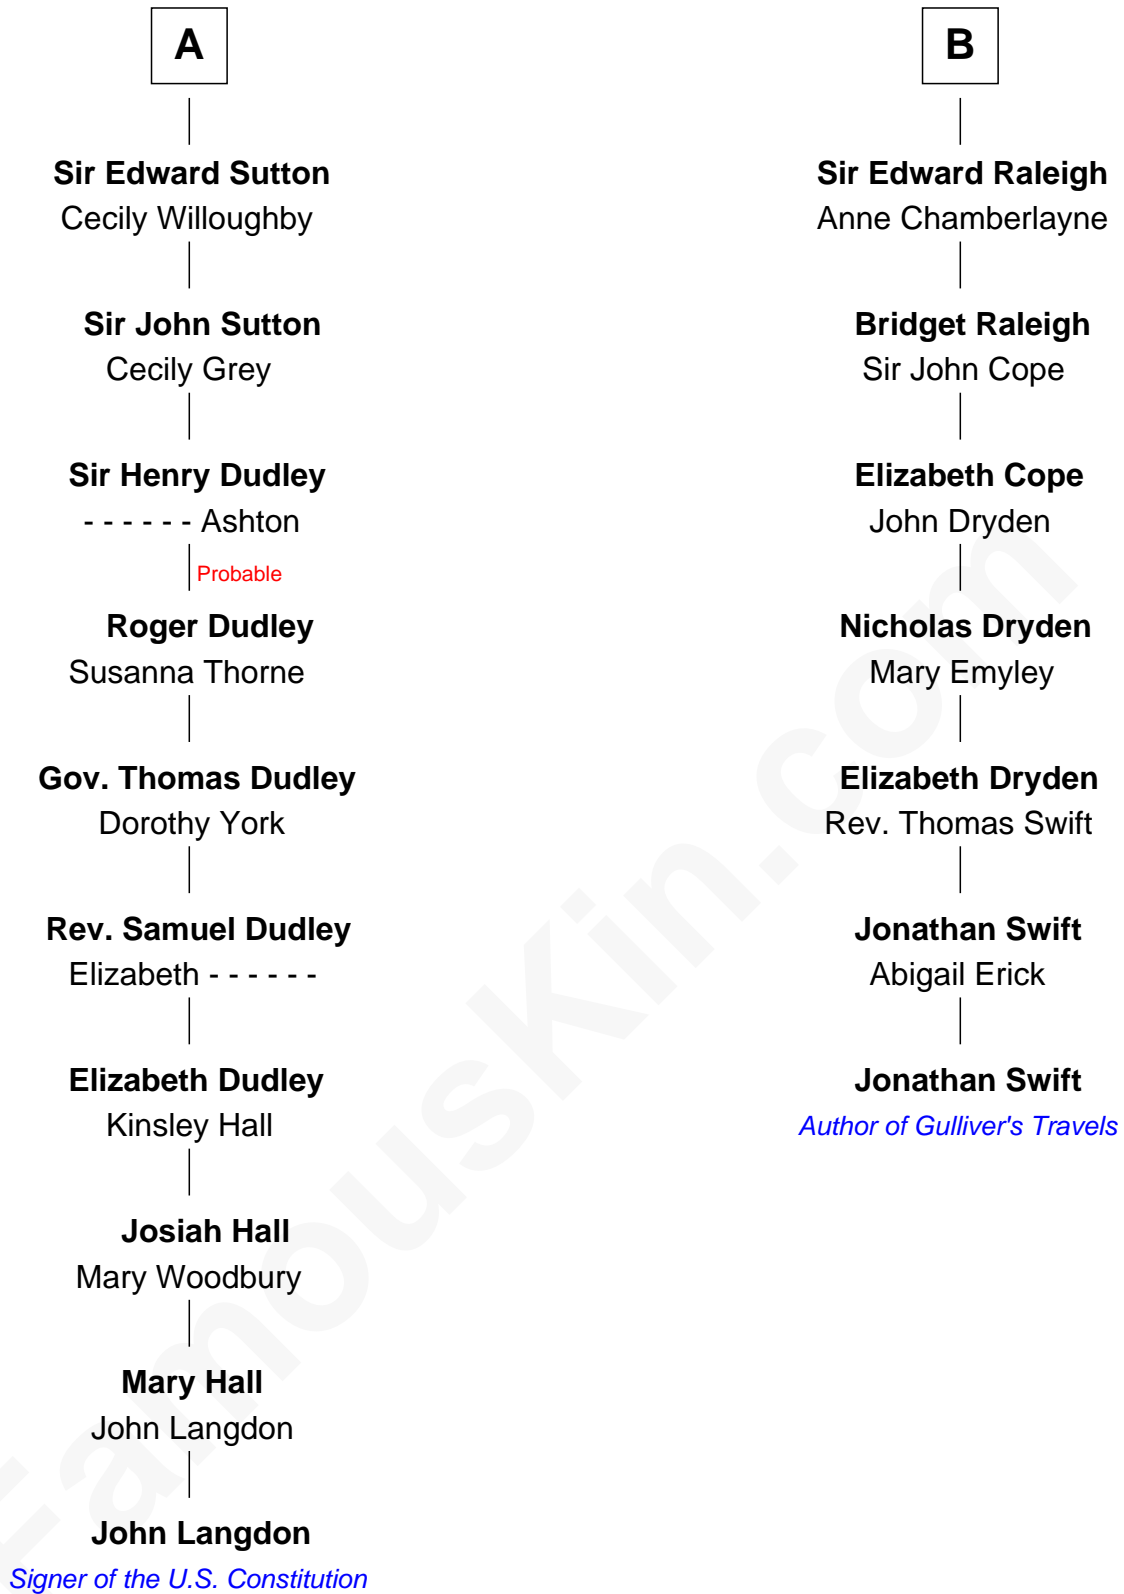 A
Sir Edward Sutton
Cecily Willoughby
Sir John Sutton
Cecily Grey
Sir Henry Dudley
- - - - - - Ashton
Probable
Roger Dudley
Susanna Thorne
Gov. Thomas Dudley
Dorothy York
Rev. Samuel Dudley
Elizabeth - - - - - -
Elizabeth Dudley
Kinsley Hall
Josiah Hall
Mary Woodbury
Mary Hall
John Langdon
John Langdon
Signer of the U.S. Constitution
B
Sir Edward Raleigh
Anne Chamberlayne
Bridget Raleigh
Sir John Cope
Elizabeth Cope
John Dryden
Nicholas Dryden
Mary Emyley
Elizabeth Dryden
Rev. Thomas Swift
Jonathan Swift
Abigail Erick
Jonathan Swift
Author of Gulliver's Travels
FamousKin.com